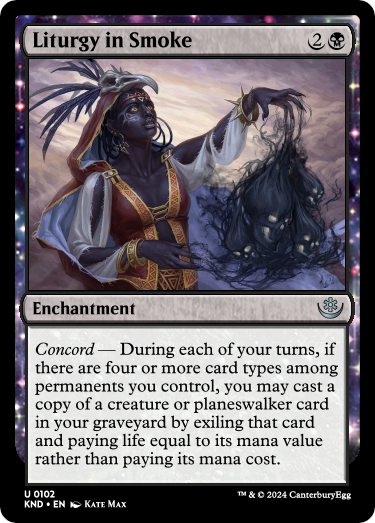 Liturgy in Smoke 2
Enchantment
Concord — During each of your turns, if
there are four or more card types among
permanents you control, you may cast a
copy of a creature or planeswalker card
in your graveyard by exiling that card
and paying life equal to its mana value
rather than paying its mana cost.
U 0102
KND • EN Kate Max
™ & © 2024 CanterburyEgg